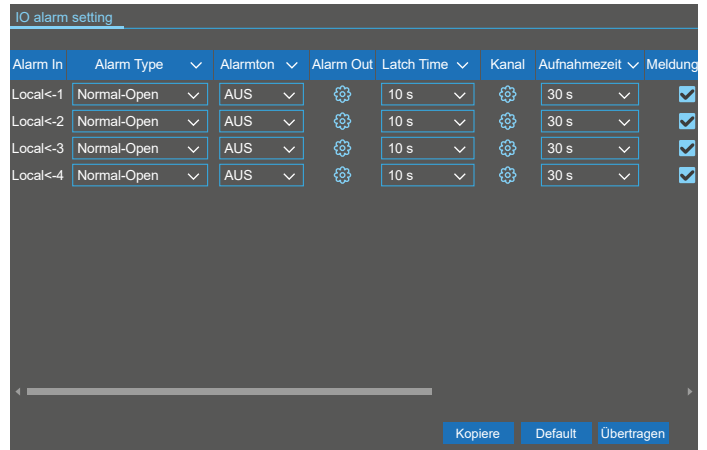 IO alarm setting
Alarm In Alarm Type Alarmton Alarm Out Latch Time Kanal Aufnahmezeit Meldung
Local<-1 Normal-Open AUS 10 s 30 s
Local<-2 Normal-Open AUS 10 s 30 s
Local<-3 Normal-Open AUS 10 s 30 s
Local<-4 Normal-Open AUS 10 s 30 s
Kopiere Default Übertragen